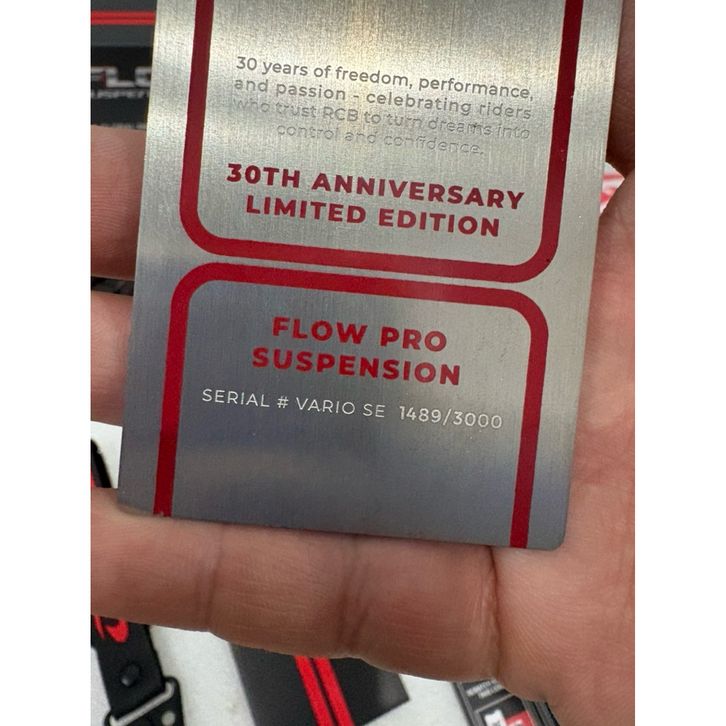 30 years of freedom, performance,
and passion - celebrating riders
who trust RCB to turn dreams into
control and confidence.
30TH ANNIVERSARY
LIMITED EDITION
FLOW PRO
SUSPENSION
SERIAL # VARIO SE 1489/3000